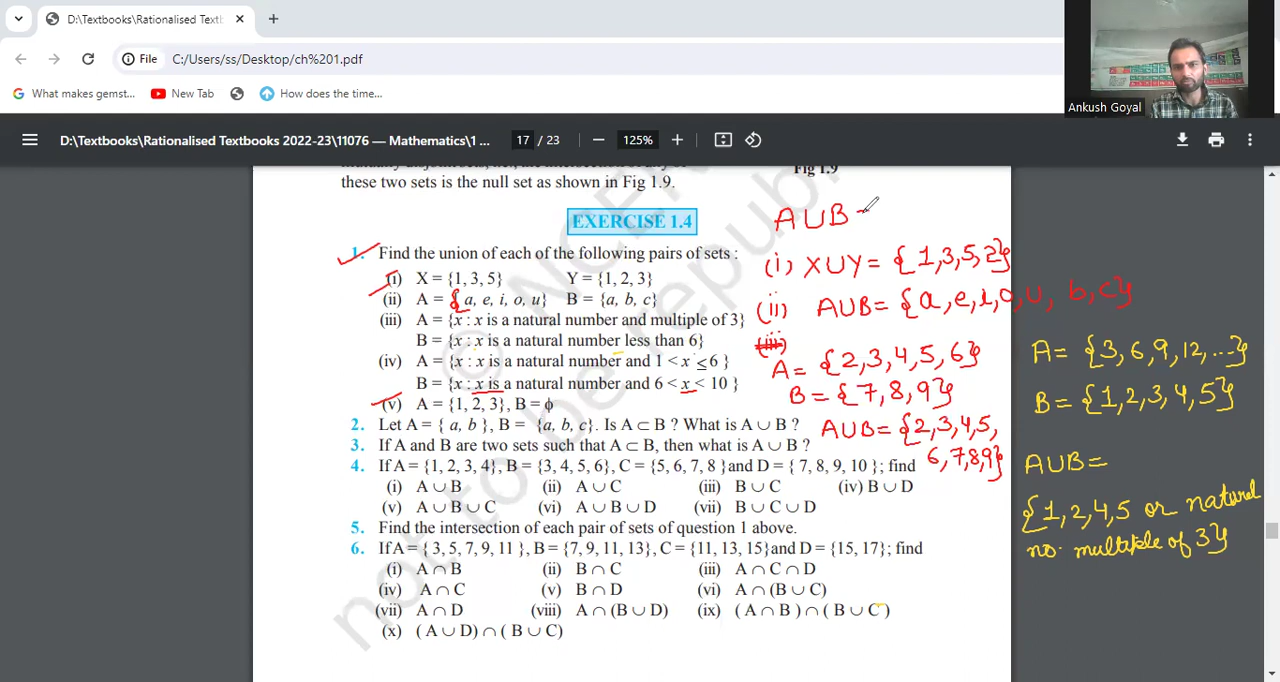 D:\Textbooks\Rationalised Textb
File
C:/Users/ss/Desktop/ch%201.pdf
What makes gemst...
New Tab
How does the time...
Ankush Goyal
D:\Textbooks\Rationalised Textbooks 2022-23\11076 — Mathematics\1 ...
17 / 23
125%
these two sets is the null set as shown in Fig 1.9.
Fig 1.9
EXERCISE 1.4
1. Find the union of each of the following pairs of sets :
(i) X = {1, 3, 5} Y = {1, 2, 3}
(ii) A = { a, e, i, o, u} B = {a, b, c}
(iii) A = {x : x is a natural number and multiple of 3}
B = {x : x is a natural number less than 6}
(iv) A = {x : x is a natural number and 1 < x ≤ 6 }
B = {x : x is a natural number and 6 < x < 10 }
(v) A = {1, 2, 3}, B = ϕ
2. Let A = { a, b }, B = {a, b, c}. Is A ⊂ B ? What is A ∪ B ?
3. If A and B are two sets such that A ⊂ B, then what is A ∪ B ?
4. If A = {1, 2, 3, 4}, B = {3, 4, 5, 6}, C = {5, 6, 7, 8 } and D = { 7, 8, 9, 10 }; find
(i) A ∪ B (ii) A ∪ C (iii) B ∪ C (iv) B ∪ D
(v) A ∪ B ∪ C (vi) A ∪ B ∪ D (vii) B ∪ C ∪ D
5. Find the intersection of each pair of sets of question 1 above.
6. If A = { 3, 5, 7, 9, 11 }, B = {7, 9, 11, 13}, C = {11, 13, 15} and D = {15, 17}; find
(i) A ∩ B (ii) B ∩ C (iii) A ∩ C ∩ D
(iv) A ∩ C (v) B ∩ D (vi) A ∩ (B ∪ C)
(vii) A ∩ D (viii) A ∩ (B ∪ D) (ix) ( A ∩ B ) ∩ ( B ∪ C )
(x) ( A ∪ D) ∩ ( B ∪ C)
not to be republ
© NCER
A∪B -
(i) X∪Y = {1,3,5,2}
(ii) A∪B= {a,e,i,o,u, b,c}
(iii)
A= {2,3,4,5,6}
B= {7,8,9}
A∪B= {2,3,4,5,
6,7,8,9}
A= {3,6,9,12,...}
B= {1,2,3,4,5}
A∪B=
{1,2,4,5 or natural
no. multiple of 3}